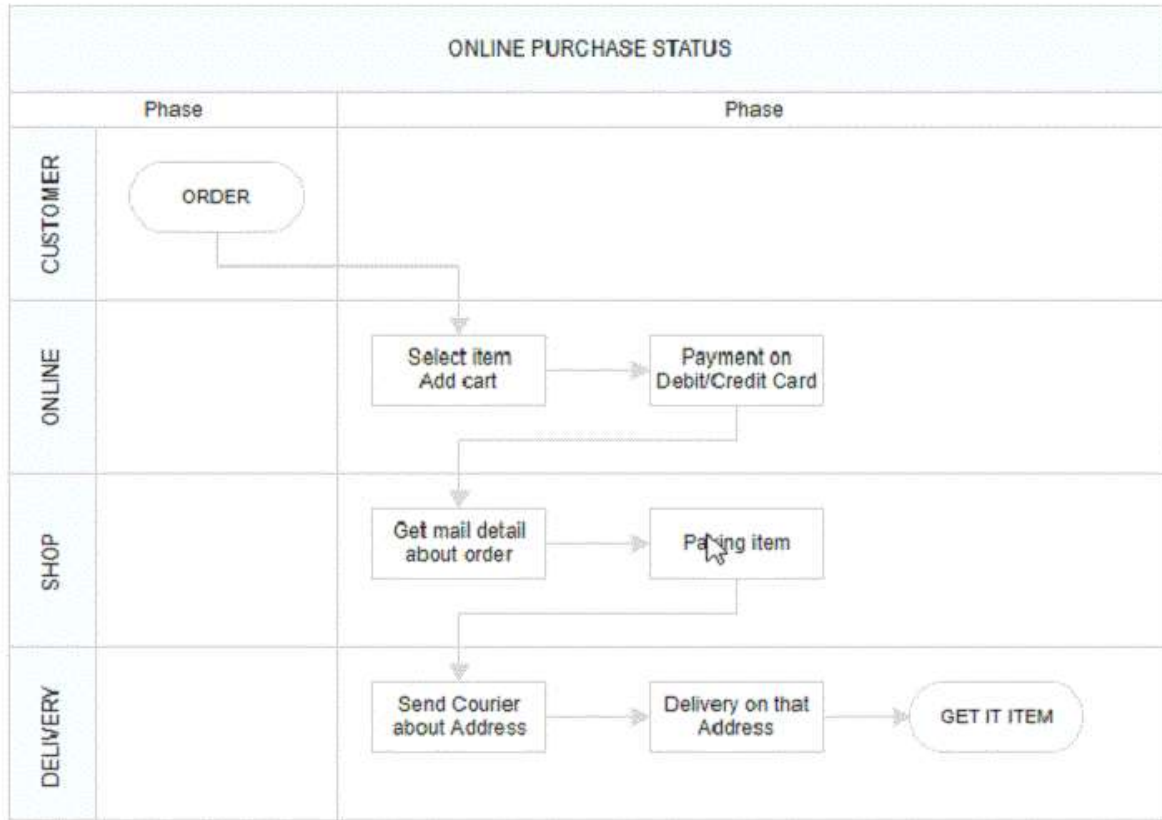 ONLINE PURCHASE STATUS
Phase
Phase
CUSTOMER
ORDER
ONLINE
Select item
Add cart
Payment on
Debit/Credit Card
SHOP
Get mail detail
about order
item
DELIVERY
Send Courier
about Address
Delivery on that
Address
GET IT ITEM